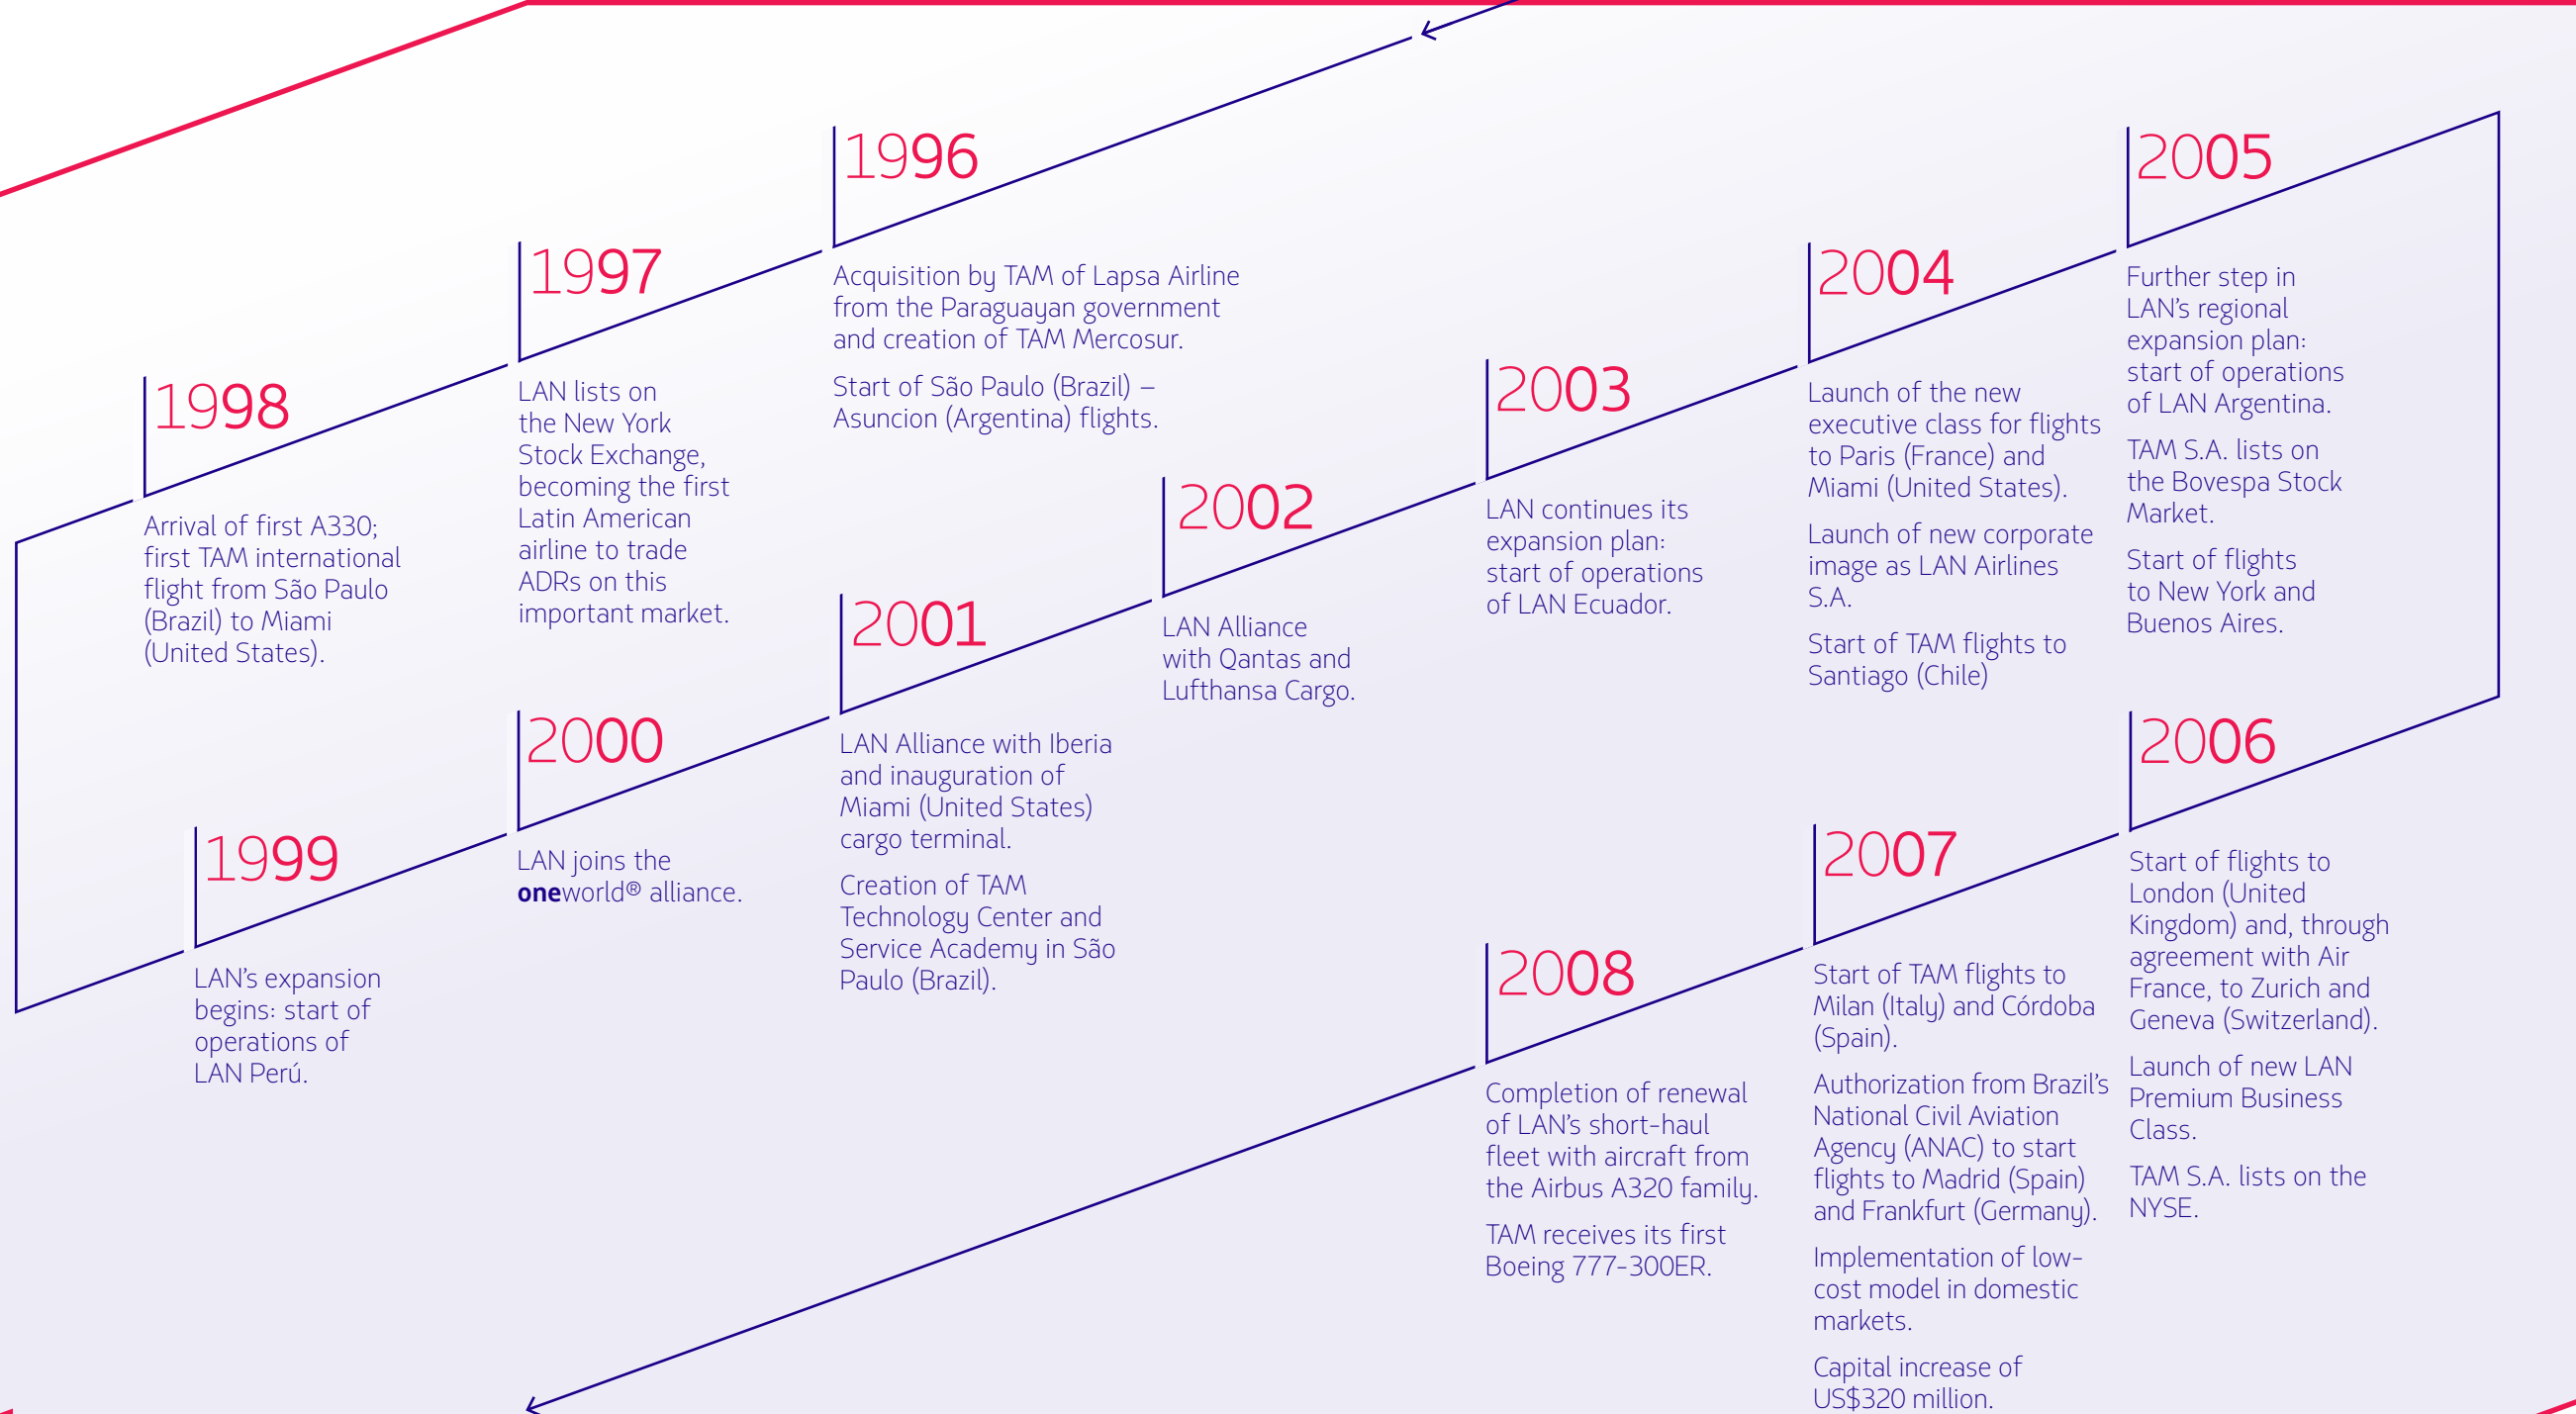 1996
Acquisition by TAM of Lapsa Airline
from the Paraguayan government
and creation of TAM Mercosur.
Start of São Paulo (Brazil) –
Asuncion (Argentina) flights.
1997
LAN lists on
the New York
Stock Exchange,
becoming the first
Latin American
airline to trade
ADRs on this
important market.
1998
Arrival of first A330;
first TAM international
flight from São Paulo
(Brazil) to Miami
(United States).
1999
LAN’s expansion
begins: start of
operations of
LAN Perú.
2000
LAN joins the
oneworld® alliance.
2001
LAN Alliance with Iberia
and inauguration of
Miami (United States)
cargo terminal.
Creation of TAM
Technology Center and
Service Academy in São
Paulo (Brazil).
2002
LAN Alliance
with Qantas and
Lufthansa Cargo.
2003
LAN continues its
expansion plan:
start of operations
of LAN Ecuador.
2004
Launch of the new
executive class for flights
to Paris (France) and
Miami (United States).
Launch of new corporate
image as LAN Airlines
S.A.
Start of TAM flights to
Santiago (Chile)
2005
Further step in
LAN’s regional
expansion plan:
start of operations
of LAN Argentina.
TAM S.A. lists on
the Bovespa Stock
Market.
Start of flights
to New York and
Buenos Aires.
2006
Start of flights to
London (United
Kingdom) and, through
agreement with Air
France, to Zurich and
Geneva (Switzerland).
Launch of new LAN
Premium Business
Class.
TAM S.A. lists on the
NYSE.
2007
Start of TAM flights to
Milan (Italy) and Córdoba
(Spain).
Authorization from Brazil’s
National Civil Aviation
Agency (ANAC) to start
flights to Madrid (Spain)
and Frankfurt (Germany).
Implementation of low-
cost model in domestic
markets.
Capital increase of
US$320 million.
2008
Completion of renewal
of LAN’s short-haul
fleet with aircraft from
the Airbus A320 family.
TAM receives its first
Boeing 777-300ER.